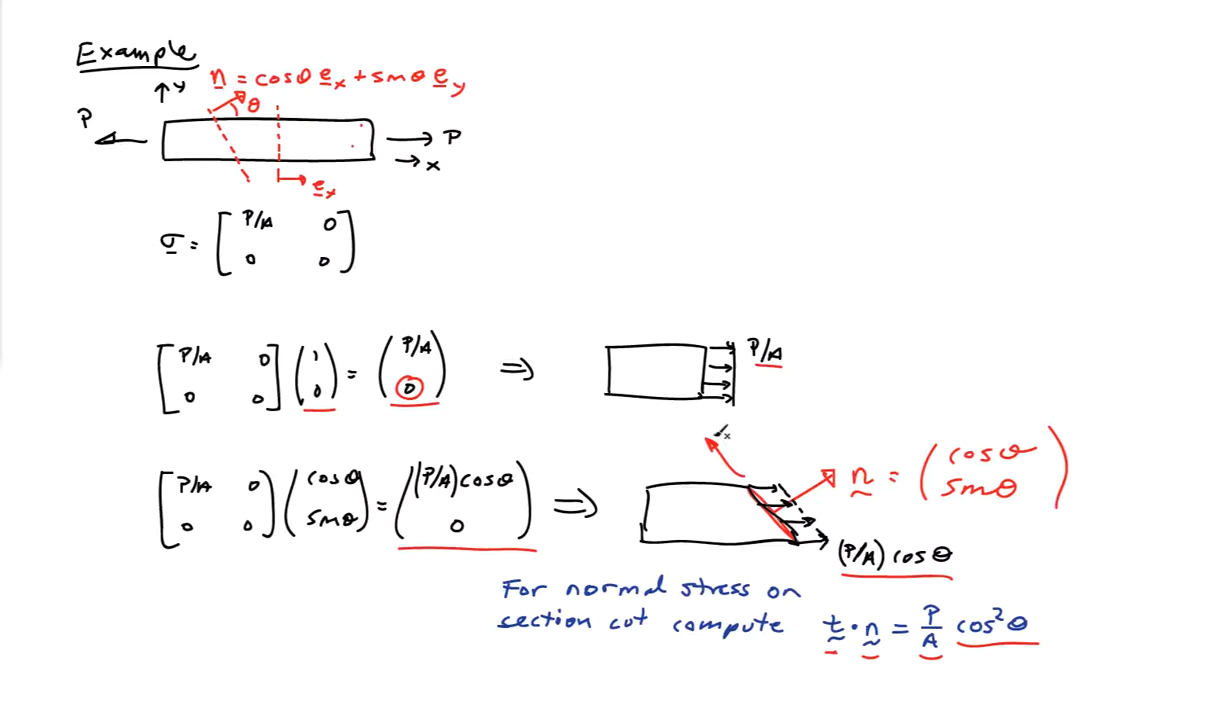 Example
n = cosθ e_x + sinθ e_y
↑ y
θ
P
→ P
→ x
e_x
σ = [ P/A 0 ; 0 0 ]
[ P/A 0 ; 0 0 ] ( 1 ; 0 ) = ( P/A ; 0 ) ⇒ P/A
[ P/A 0 ; 0 0 ] ( cosθ ; sinθ ) = ( (P/A) cosθ ; 0 ) ⇒ n = ( cosθ ; sinθ )
(P/A) cosθ
For normal stress on
section cut compute t · n = P/A cos²θ